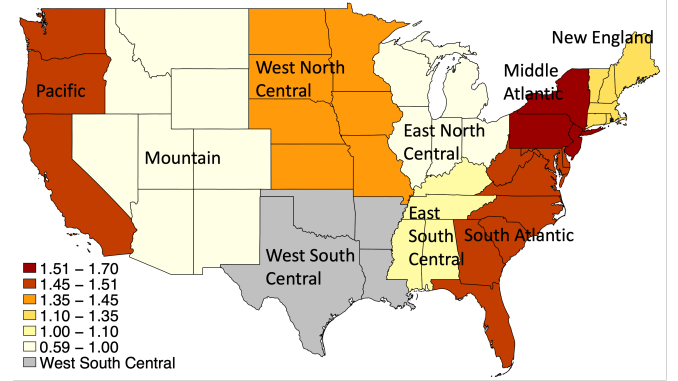 New England
Middle
Atlantic
West North
Central
Pacific
East North
Central
Mountain
East
South
Central
South Atlantic
West South
Central
1.51 – 1.70
1.45 – 1.51
1.35 – 1.45
1.10 – 1.35
1.00 – 1.10
0.59 – 1.00
West South Central